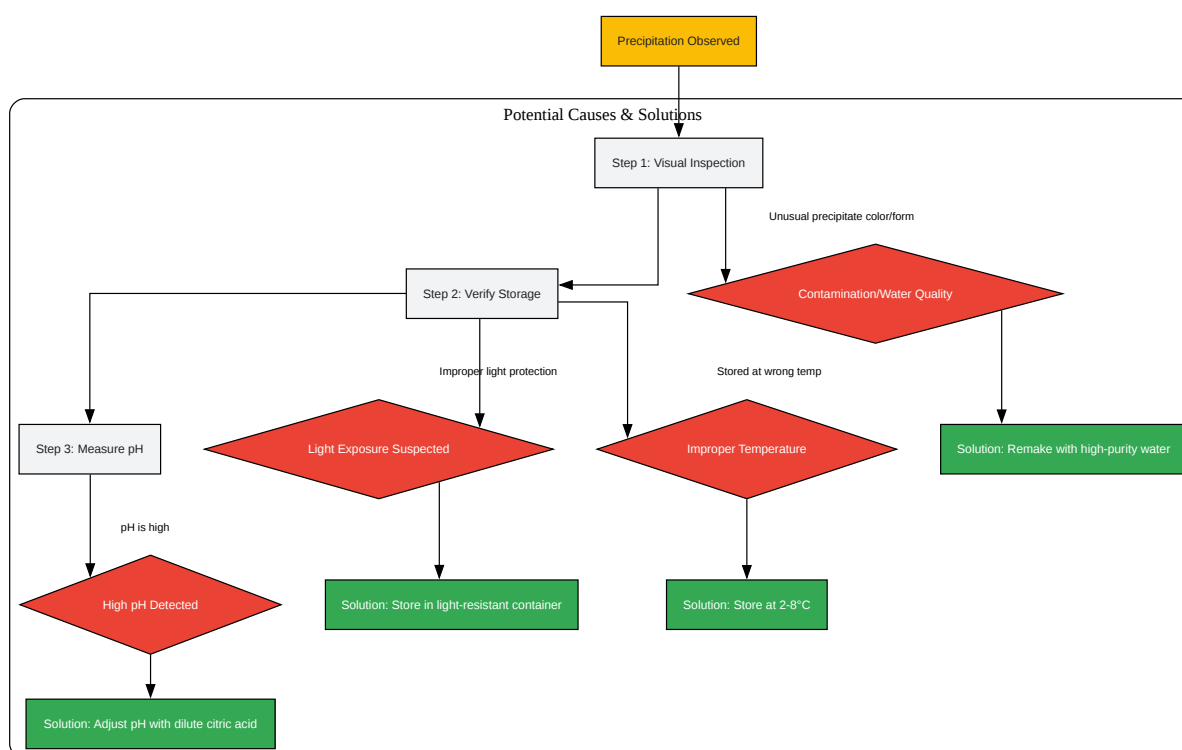 Precipitation Observed
Potential Causes & Solutions
Step 1: Visual Inspection
Unusual precipitate color/form
Step 2: Verify Storage
Contamination/Water Quality
Improper light protection
Stored at wrong temp
Step 3: Measure pH
Light Exposure Suspected
Improper Temperature
Solution: Remake with high-purity water
pH is high
High pH Detected
Solution: Store in light-resistant container
Solution: Store at 2-8°C
Solution: Adjust pH with dilute citric acid